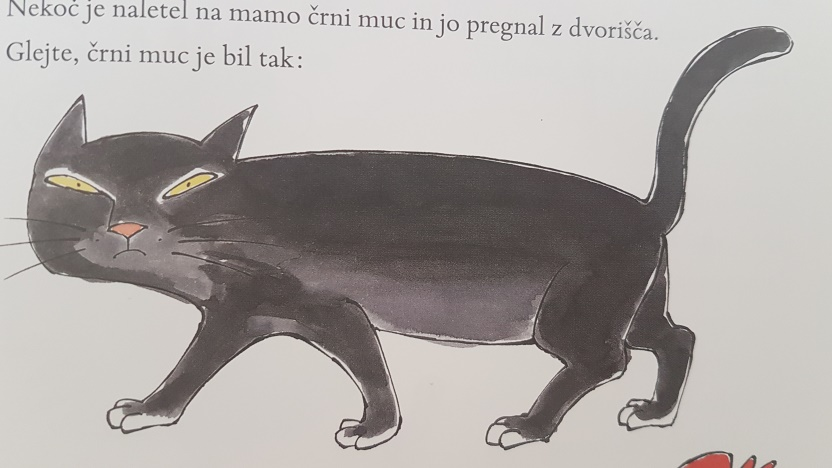 Nekoč je naletel na mamo črni muc in jo pregnal z dvorišča.
Glejte, črni muc je bil tak: